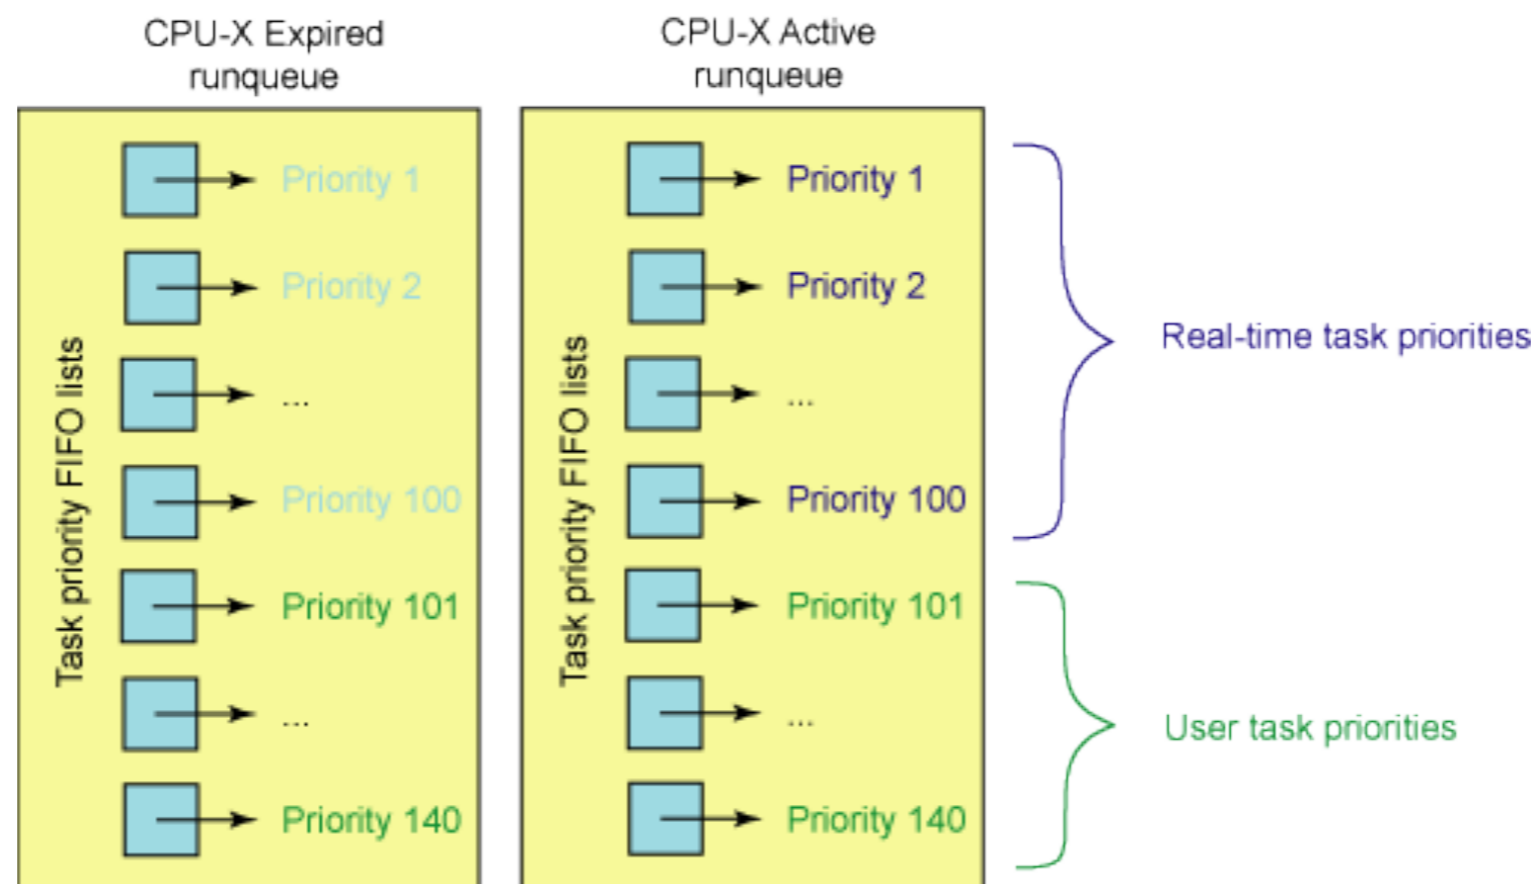 CPU-X Expired
runqueue
CPU-X Active
runqueue
Task priority FIFO lists
Priority 1
Priority 2
...
Priority 100
Priority 101
...
Priority 140
Task priority FIFO lists
Priority 1
Priority 2
...
Priority 100
Priority 101
...
Priority 140
Real-time task priorities
User task priorities